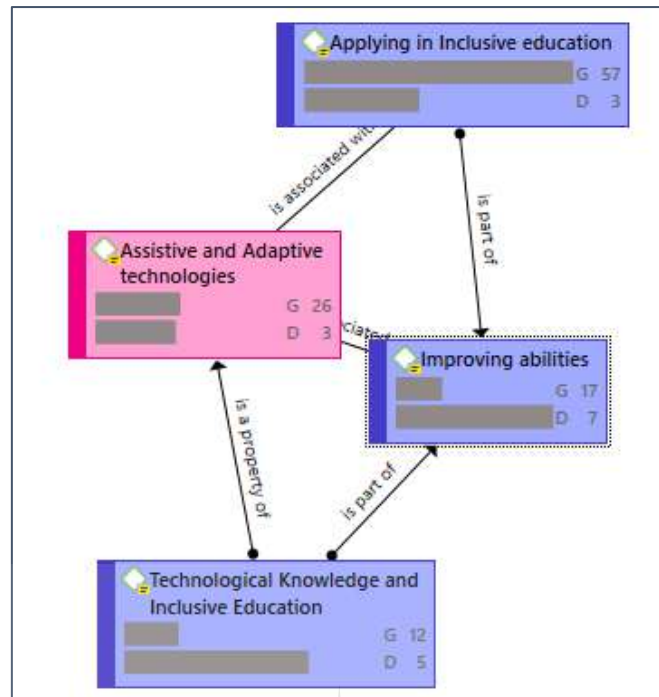 Applying in Inclusive education
G 57
D 3
is associated with
is part of
Assistive and Adaptive
technologies
G 26
D 3
Improving abilities
G 17
D 7
is a property of
is part of
Technological Knowledge and
Inclusive Education
G 12
D 5